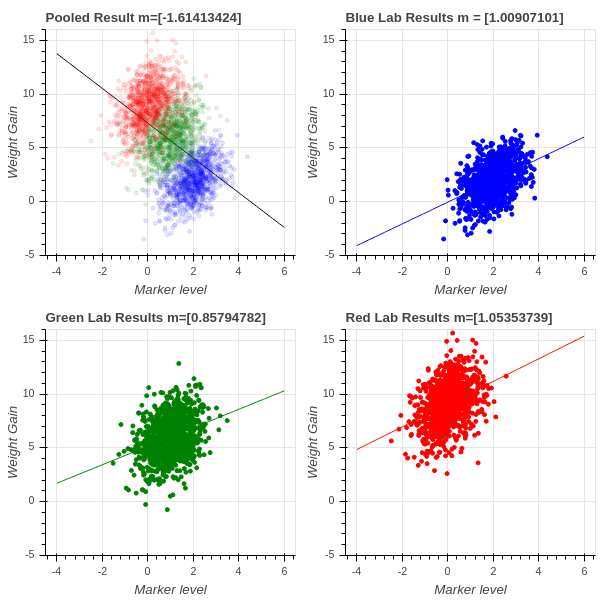 Pooled Result m=[-1.61413424]
15
10
5
0
-5
Weight Gain
-4 -2 0 2 4 6
Marker level
Blue Lab Results m = [1.00907101]
15
10
5
0
-5
Weight Gain
-4 -2 0 2 4 6
Marker level
Green Lab Results m=[0.85794782]
15
10
5
0
-5
Weight Gain
-4 -2 0 2 4 6
Marker level
Red Lab Results m=[1.05353739]
15
10
5
0
-5
Weight Gain
-4 -2 0 2 4 6
Marker level